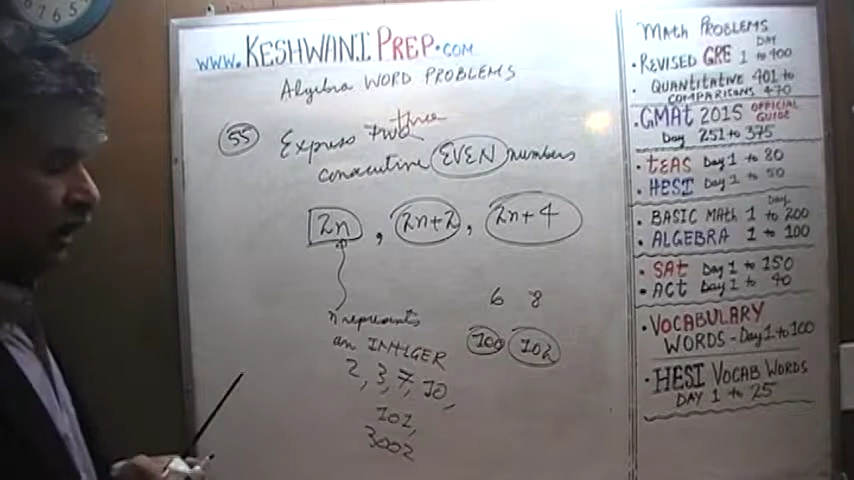 www.KESHWANIPREP.COM
Algebra WORD PROBLEMS
three
55 Express two
consecutive EVEN numbers
2n, 2n+2, 2n+4
6 8
n represents
an INTEGER
100 102
2, 3, 7, 10,
102,
3002
Math PROBLEMS
DAY
• REVISED GRE 1 to 400
• QUANTITATIVE 401 to
COMPARISONS 470
• GMAt 2015 OFFICIAL
GUIDE
Day 251 to 375
• tEAS Day 1 to 80
• HESI Day 1 to 50
Day
• BASIC Math 1 to 200
• ALGEBRA 1 to 100
• SAt Day 1 to 150
• ACt Day 1 to 40
• VOCABULARY
WORDS - Day 1 to 100
• HESI VOCAB WORDS
DAY 1 to 25
7 6 5